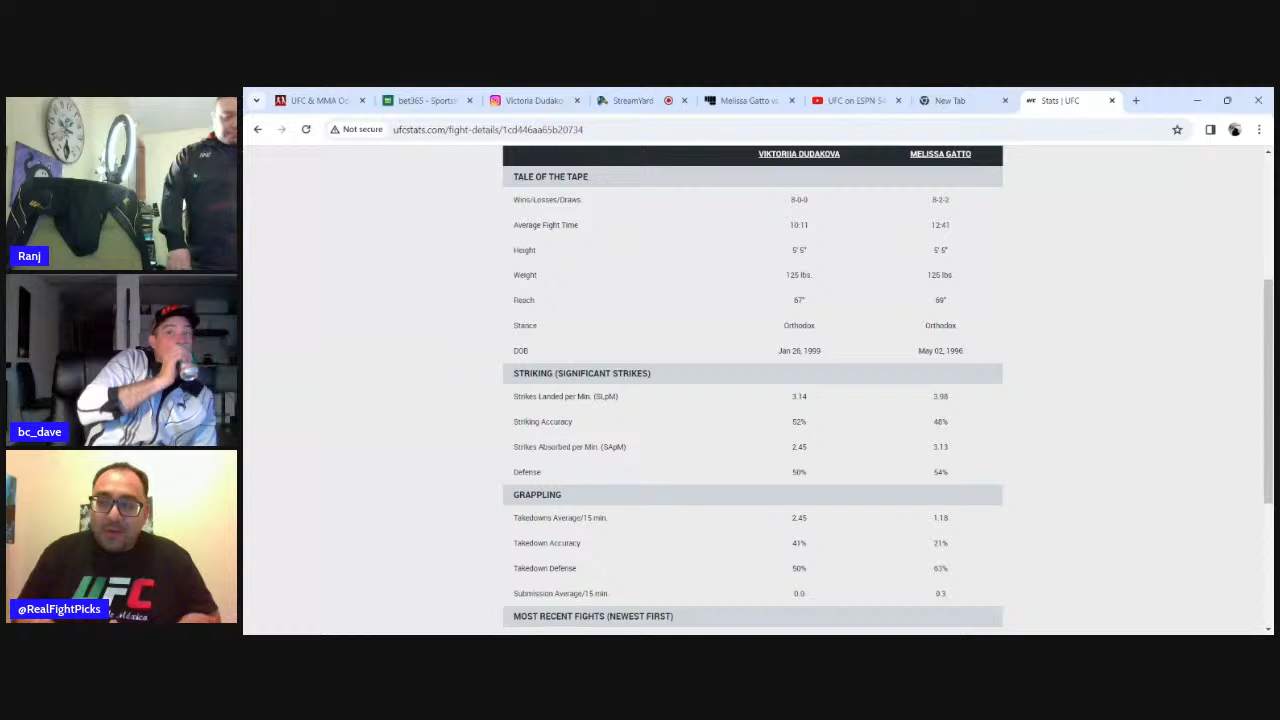 UFC & MMA Oc
bet365 - Sports
Victoria Dudako
StreamYard
Melissa Gatto vs
UFC on ESPN 54
New Tab
Stats | UFC
Not secure
ufcstats.com/fight-details/1cd446aa65b20734
VIKTORIIA DUDAKOVA MELISSA GATTO
TALE OF THE TAPE
Wins/Losses/Draws 8-0-0 8-2-2
Average Fight Time 10:11 12:41
Height 5' 5" 5' 5"
Weight 125 lbs. 125 lbs.
Reach 67" 69"
Stance Orthodox Orthodox
DOB Jan 26, 1999 May 02, 1996
STRIKING (SIGNIFICANT STRIKES)
Strikes Landed per Min. (SLpM) 3.14 3.98
Striking Accuracy 52% 48%
Strikes Absorbed per Min. (SApM) 2.45 3.13
Defense 50% 54%
GRAPPLING
Takedowns Average/15 min. 2.45 1.18
Takedown Accuracy 41% 21%
Takedown Defense 50% 63%
Submission Average/15 min. 0.0 0.3
MOST RECENT FIGHTS (NEWEST FIRST)
Ranj
bc_dave
UFC
de México
@RealFightPicks